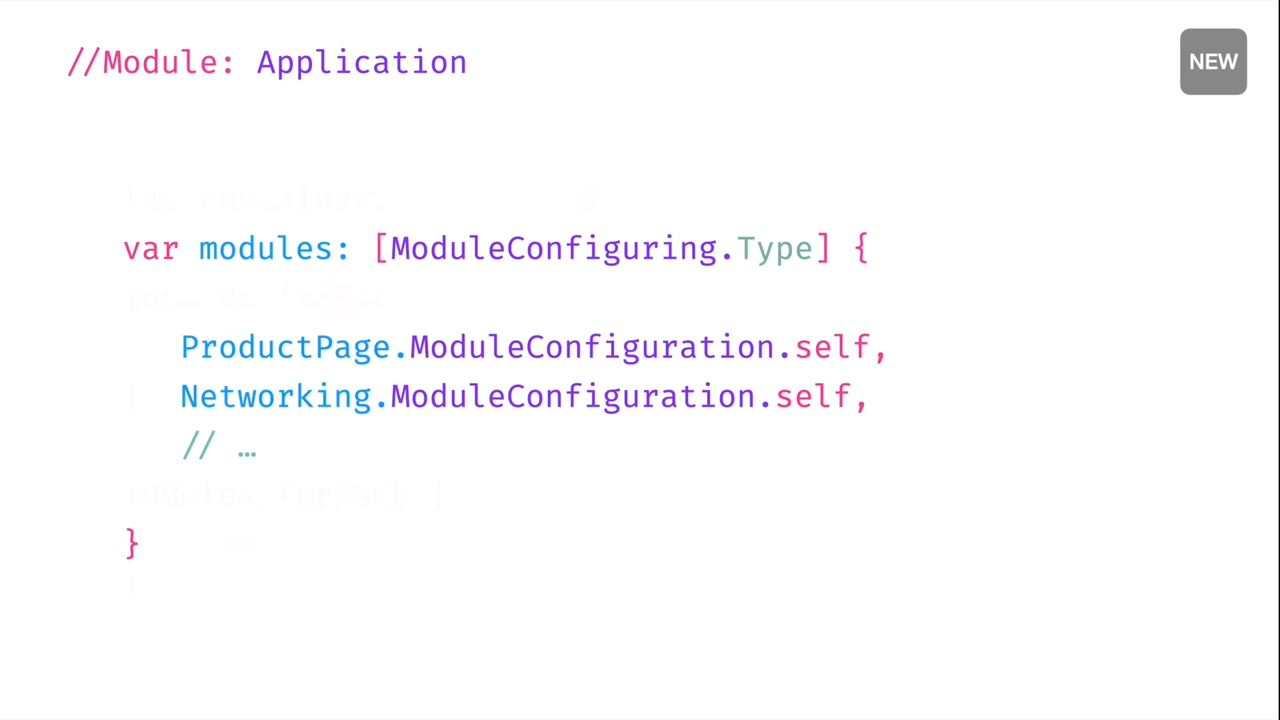 //Module: Application
NEW
var modules: [ModuleConfiguring.Type] {
ProductPage.ModuleConfiguration.self,
Networking.ModuleConfiguration.self,
// …
}